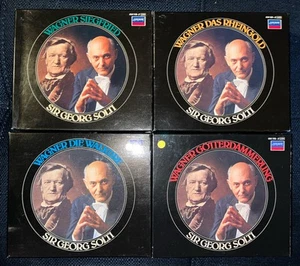 WAGNER SIEGFRIED
SIR GEORG SOLTI
WAGNER DAS RHEINGOLD
SIR GEORG SOLTI
WAGNER DIE
SIR GEORG SOLTI
WAGNER GÖTTERDÄMMERUNG
SIR GEORG SOLTI